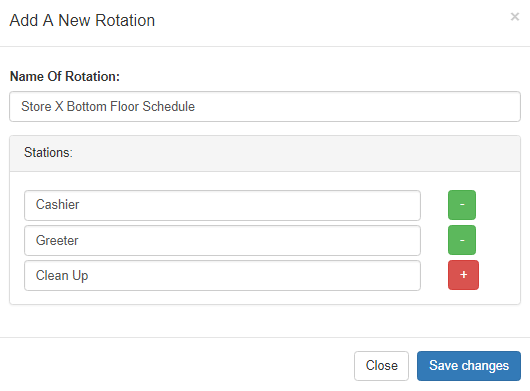 Add A New Rotation ×
Name Of Rotation:
Store X Bottom Floor Schedule
Stations:
Cashier -
Greeter -
Clean Up +
Close Save changes